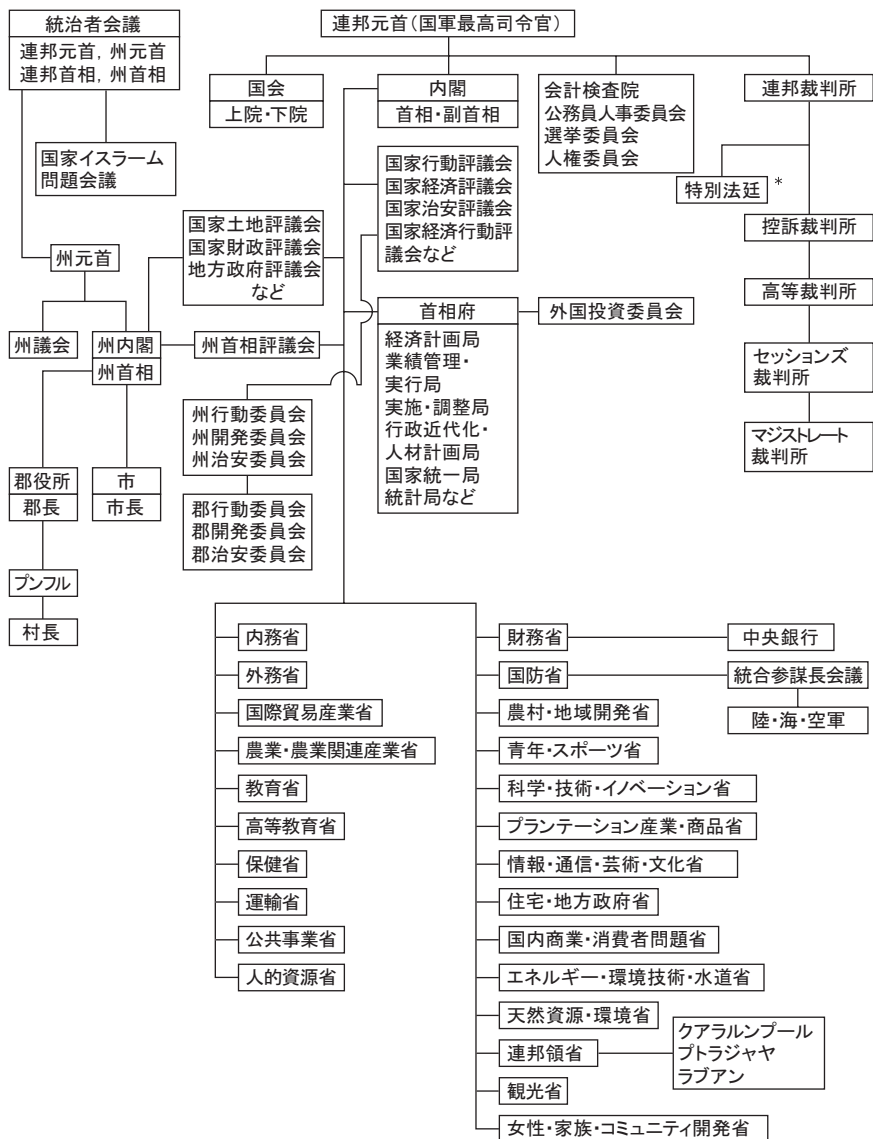 統治者会議
連邦元首,州元首
連邦首相,州首相
連邦元首(国軍最高司令官)
国会
上院・下院
内閣
首相・副首相
会計検査院
公務員人事委員会
選挙委員会
人権委員会
連邦裁判所
国家イスラーム
問題会議
国家行動評議会
国家経済評議会
国家治安評議会
国家経済行動評
議会など
特別法廷 *
国家土地評議会
国家財政評議会
地方政府評議会
など
控訴裁判所
州元首
高等裁判所
首相府
経済計画局
業績管理・
実行局
実施・調整局
行政近代化・
人材計画局
国家統一局
統計局など
外国投資委員会
州議会
州内閣
州首相
州首相評議会
セッションズ
裁判所
州行動委員会
州開発委員会
州治安委員会
マジストレート
裁判所
郡役所
郡長
市
市長
郡行動委員会
郡開発委員会
郡治安委員会
プンフル
村長
内務省
外務省
国際貿易産業省
農業・農業関連産業省
教育省
高等教育省
保健省
運輸省
公共事業省
人的資源省
財務省
中央銀行
国防省
統合参謀長会議
陸・海・空軍
農村・地域開発省
青年・スポーツ省
科学・技術・イノベーション省
プランテーション産業・商品省
情報・通信・芸術・文化省
住宅・地方政府省
国内商業・消費者問題省
エネルギー・環境技術・水道省
天然資源・環境省
連邦領省
クアラルンプール
プトラジャヤ
ラブアン
観光省
女性・家族・コミュニティ開発省